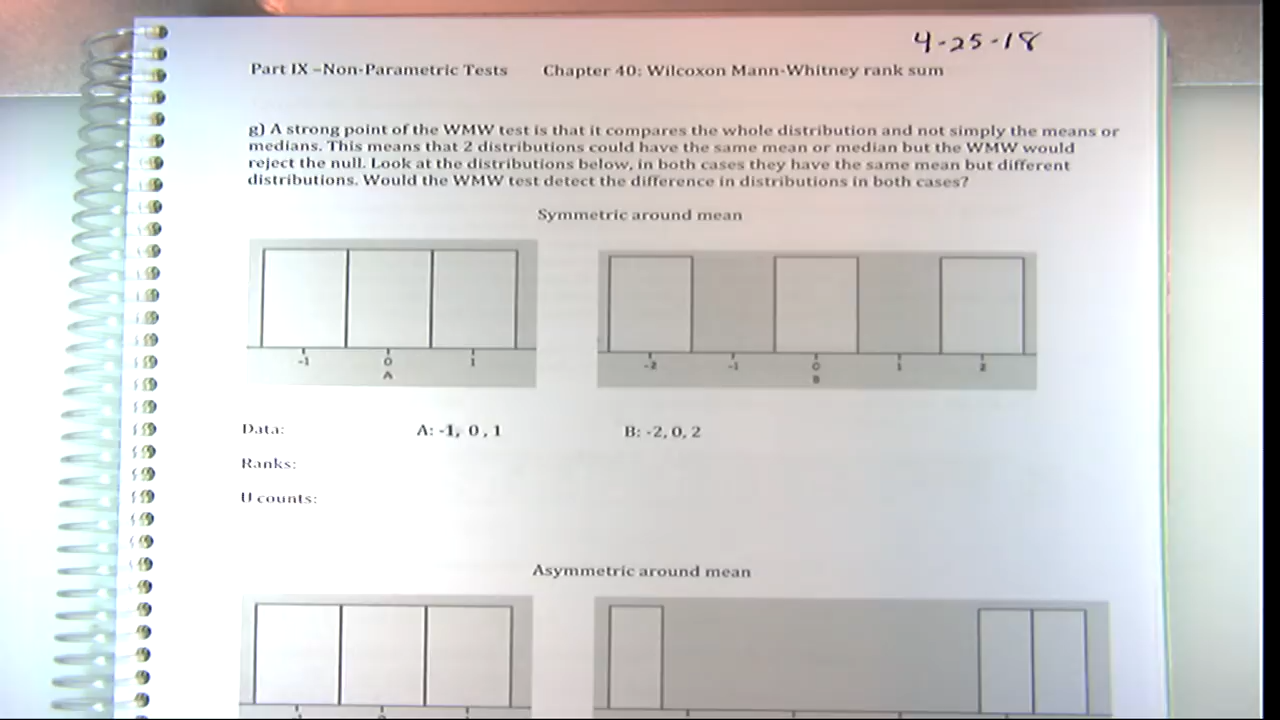 4-25-18
Part IX –Non-Parametric Tests Chapter 40: Wilcoxon Mann-Whitney rank sum
g) A strong point of the WMW test is that it compares the whole distribution and not simply the means or
medians. This means that 2 distributions could have the same mean or median but the WMW would
reject the null. Look at the distributions below, in both cases they have the same mean but different
distributions. Would the WMW test detect the difference in distributions in both cases?
Symmetric around mean
-1 0 1
A
-2 -1 0 1 2
B
Data: A: -1, 0 , 1 B: -2, 0, 2
Ranks:
U counts:
Asymmetric around mean